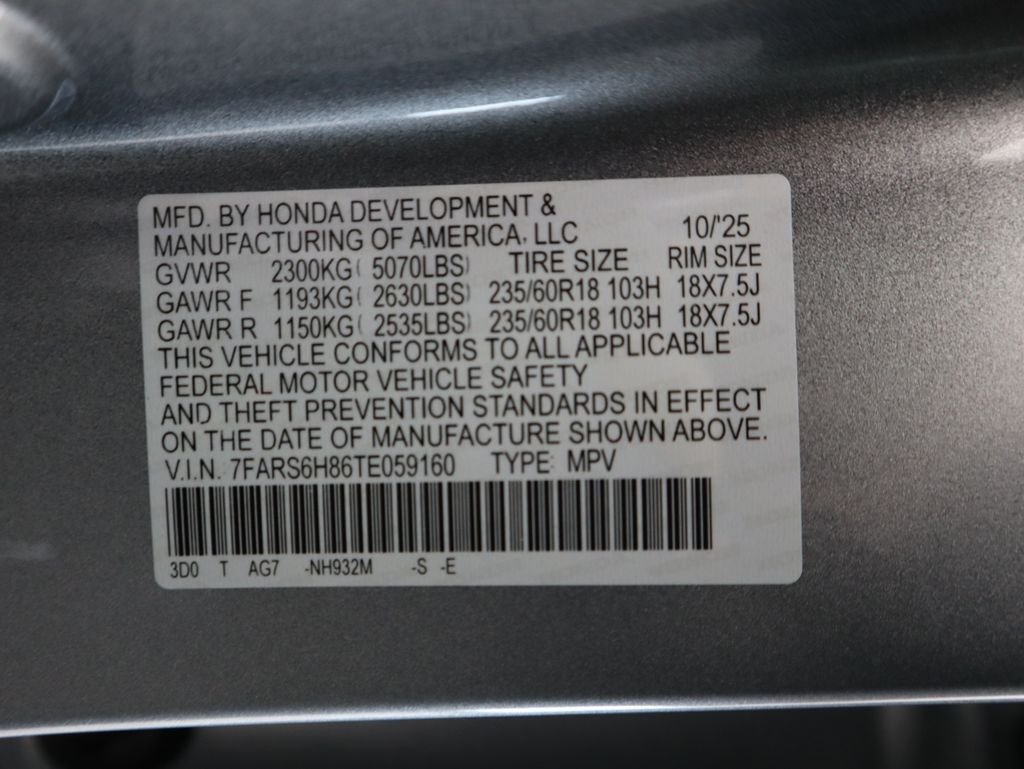 MFD. BY HONDA DEVELOPMENT &
MANUFACTURING OF AMERICA, LLC 10/'25
GVWR 2300KG( 5070LBS) TIRE SIZE RIM SIZE
GAWR F 1193KG( 2630LBS) 235/60R18 103H 18X7.5J
GAWR R 1150KG( 2535LBS) 235/60R18 103H 18X7.5J
THIS VEHICLE CONFORMS TO ALL APPLICABLE
FEDERAL MOTOR VEHICLE SAFETY
AND THEFT PREVENTION STANDARDS IN EFFECT
ON THE DATE OF MANUFACTURE SHOWN ABOVE.
V.I.N. 7FARS6H86TE059160 TYPE: MPV
3D0 T AG7 -NH932M -S -E